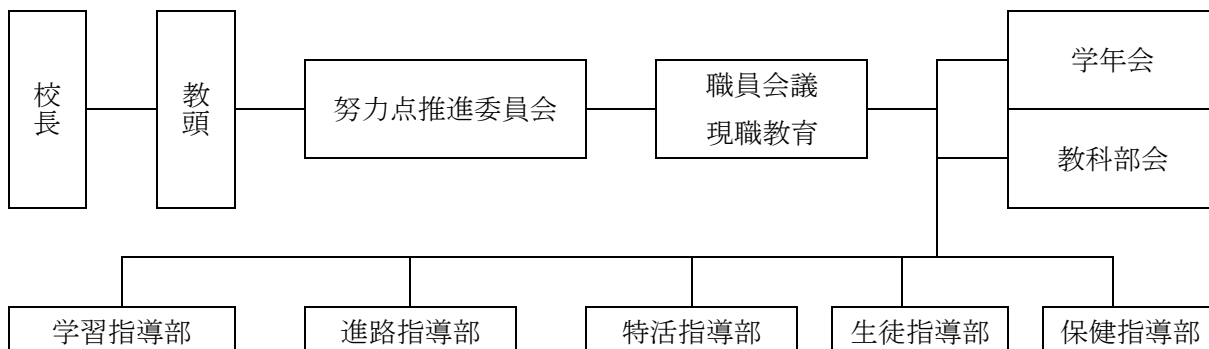 校長
教頭
努力点推進委員会
職員会議
現職教育
学年会
教科部会
学習指導部
進路指導部
特活指導部
生徒指導部
保健指導部